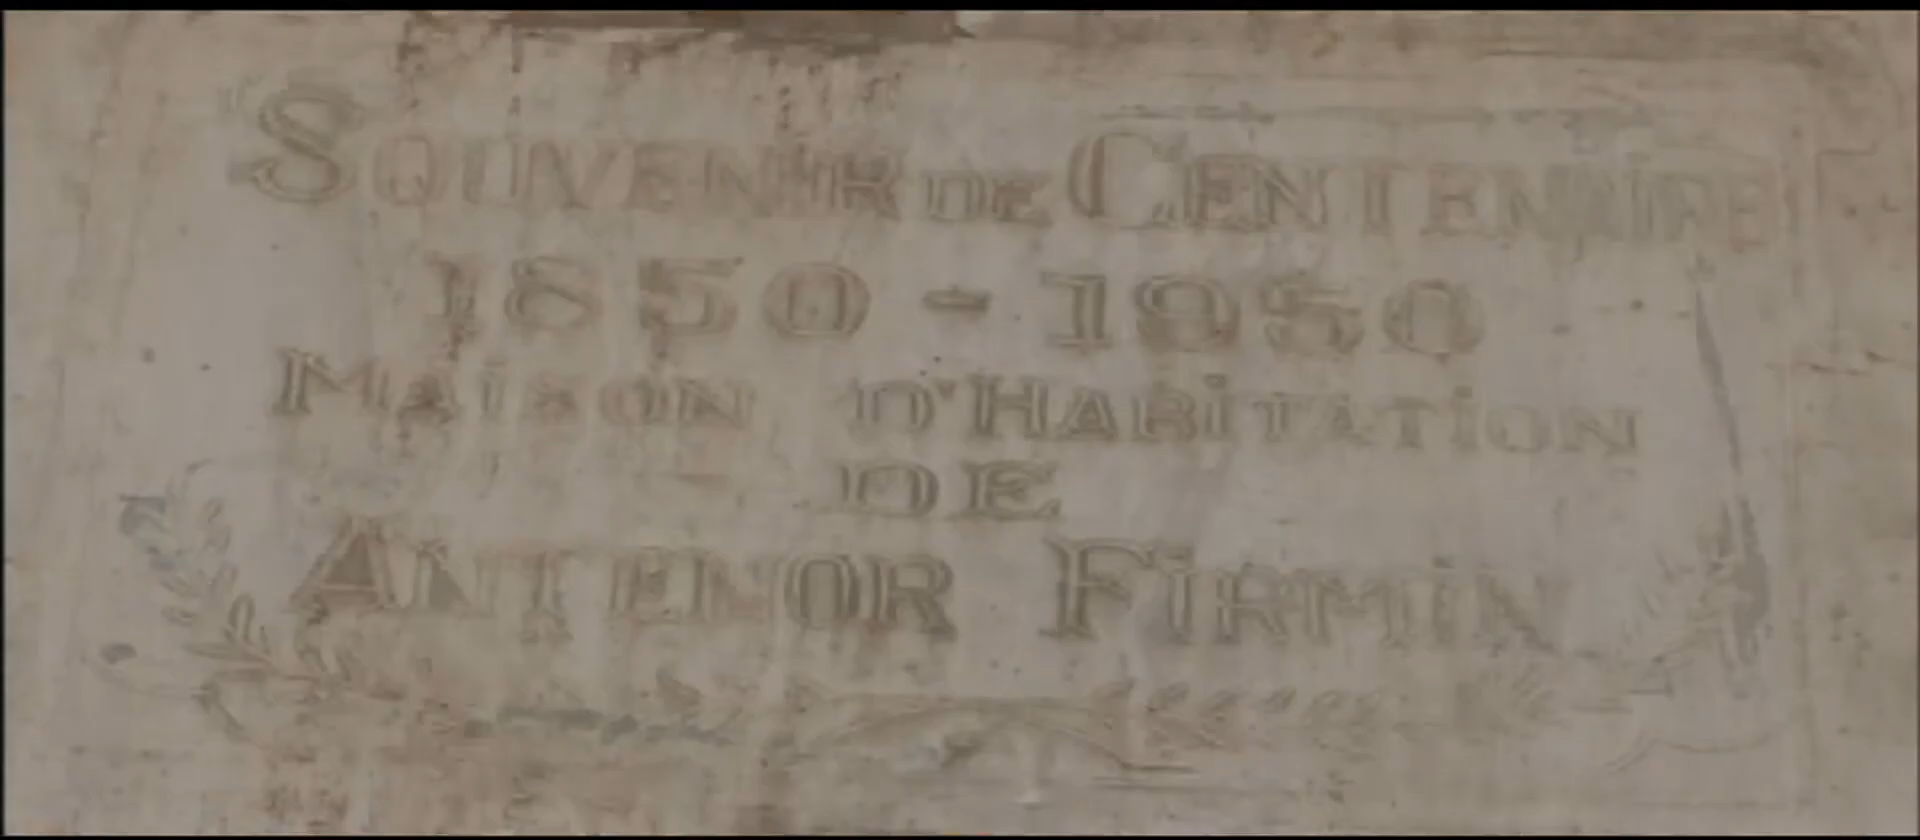 SOUVENIR DE CENTENAIRE
1850 - 1950
MAISON D'HABITATION
DE
ANTENOR FIRMIN